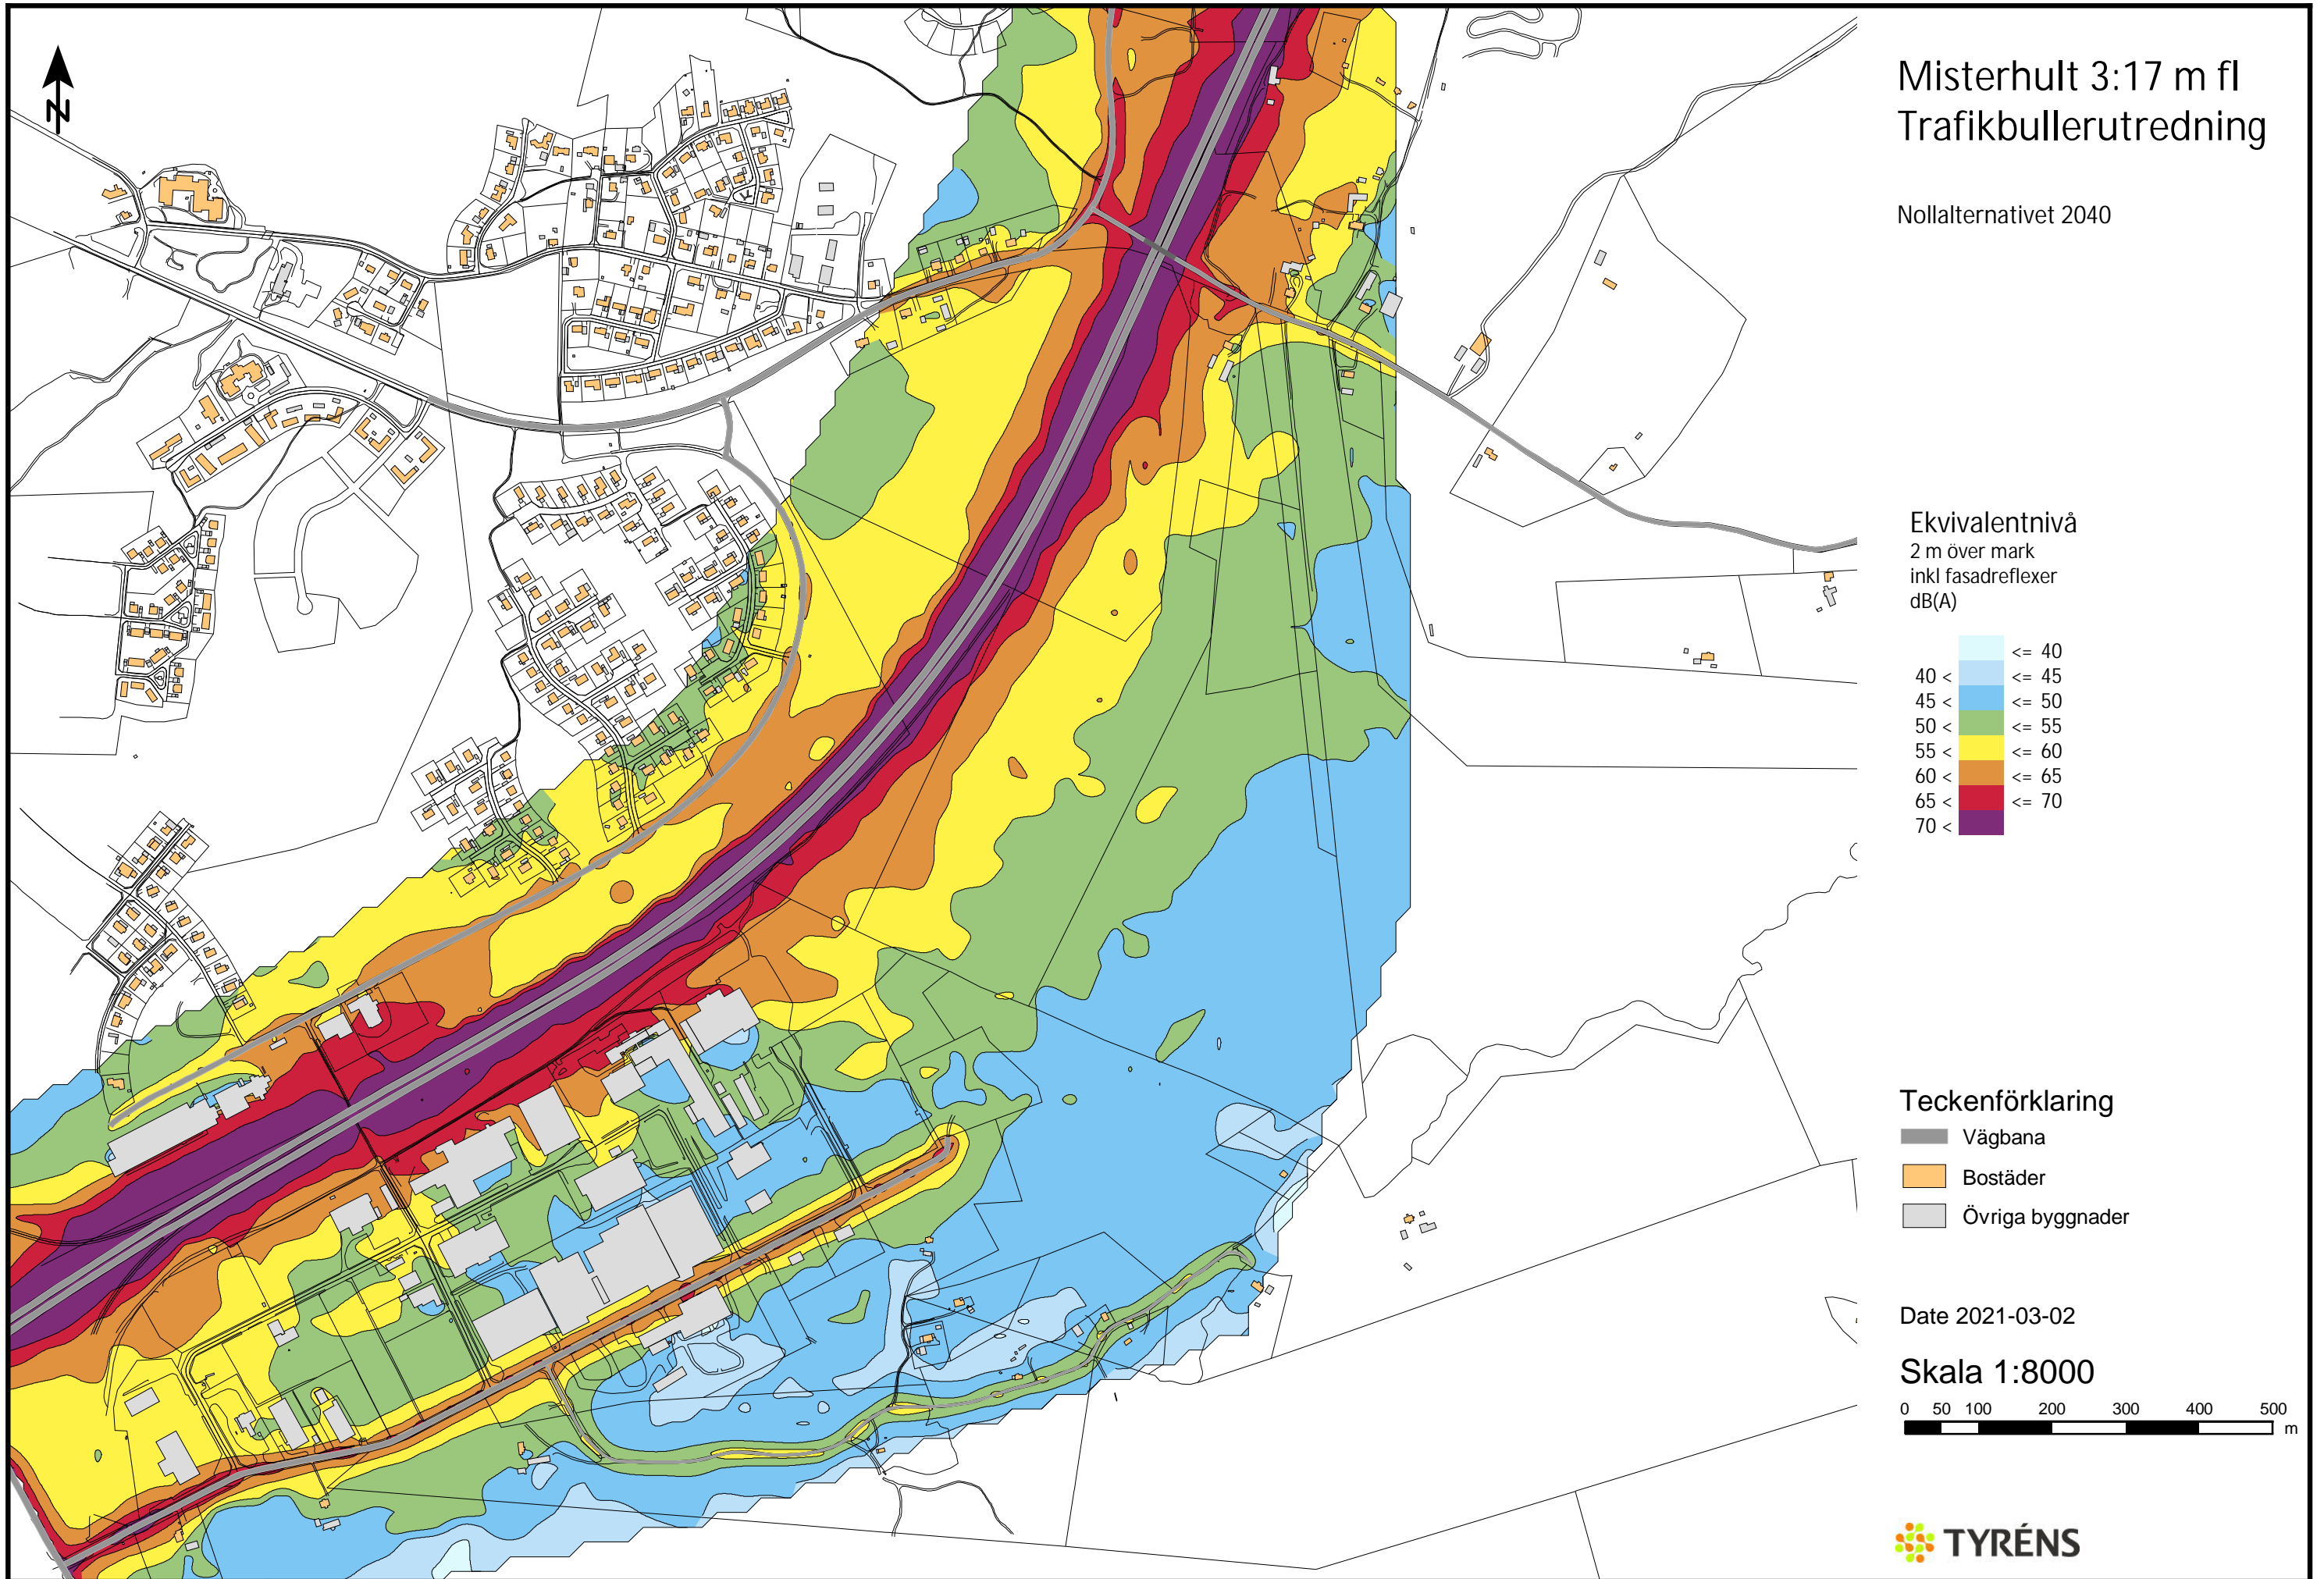 N
Misterhult 3:17 m fl
Trafikbullerutredning
Nollalternativet 2040
Ekvivalentnivå
2 m över mark
inkl fasadreflexer
dB(A)
<= 40
40 < <= 45
45 < <= 50
50 < <= 55
55 < <= 60
60 < <= 65
65 < <= 70
70 <
Teckenförklaring
Vägbana
Bostäder
Övriga byggnader
Date 2021-03-02
Skala 1:8000
0 50 100 200 300 400 500
m
TYRÉNS